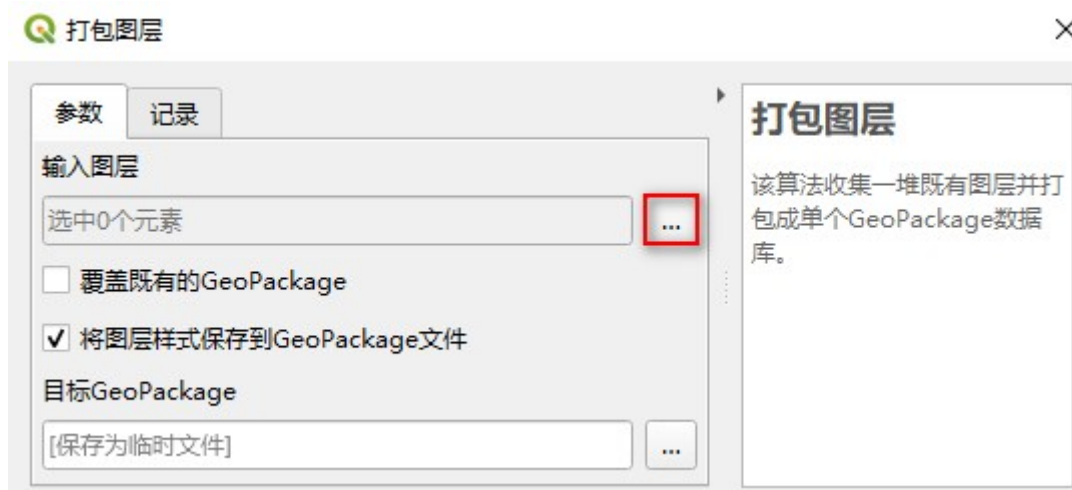 打包图层
参数
记录
输入图层
选中0个元素
...
覆盖既有的GeoPackage
将图层样式保存到GeoPackage文件
目标GeoPackage
[保存为临时文件]
...
打包图层
该算法收集一堆既有图层并打
包成单个GeoPackage数据
库。